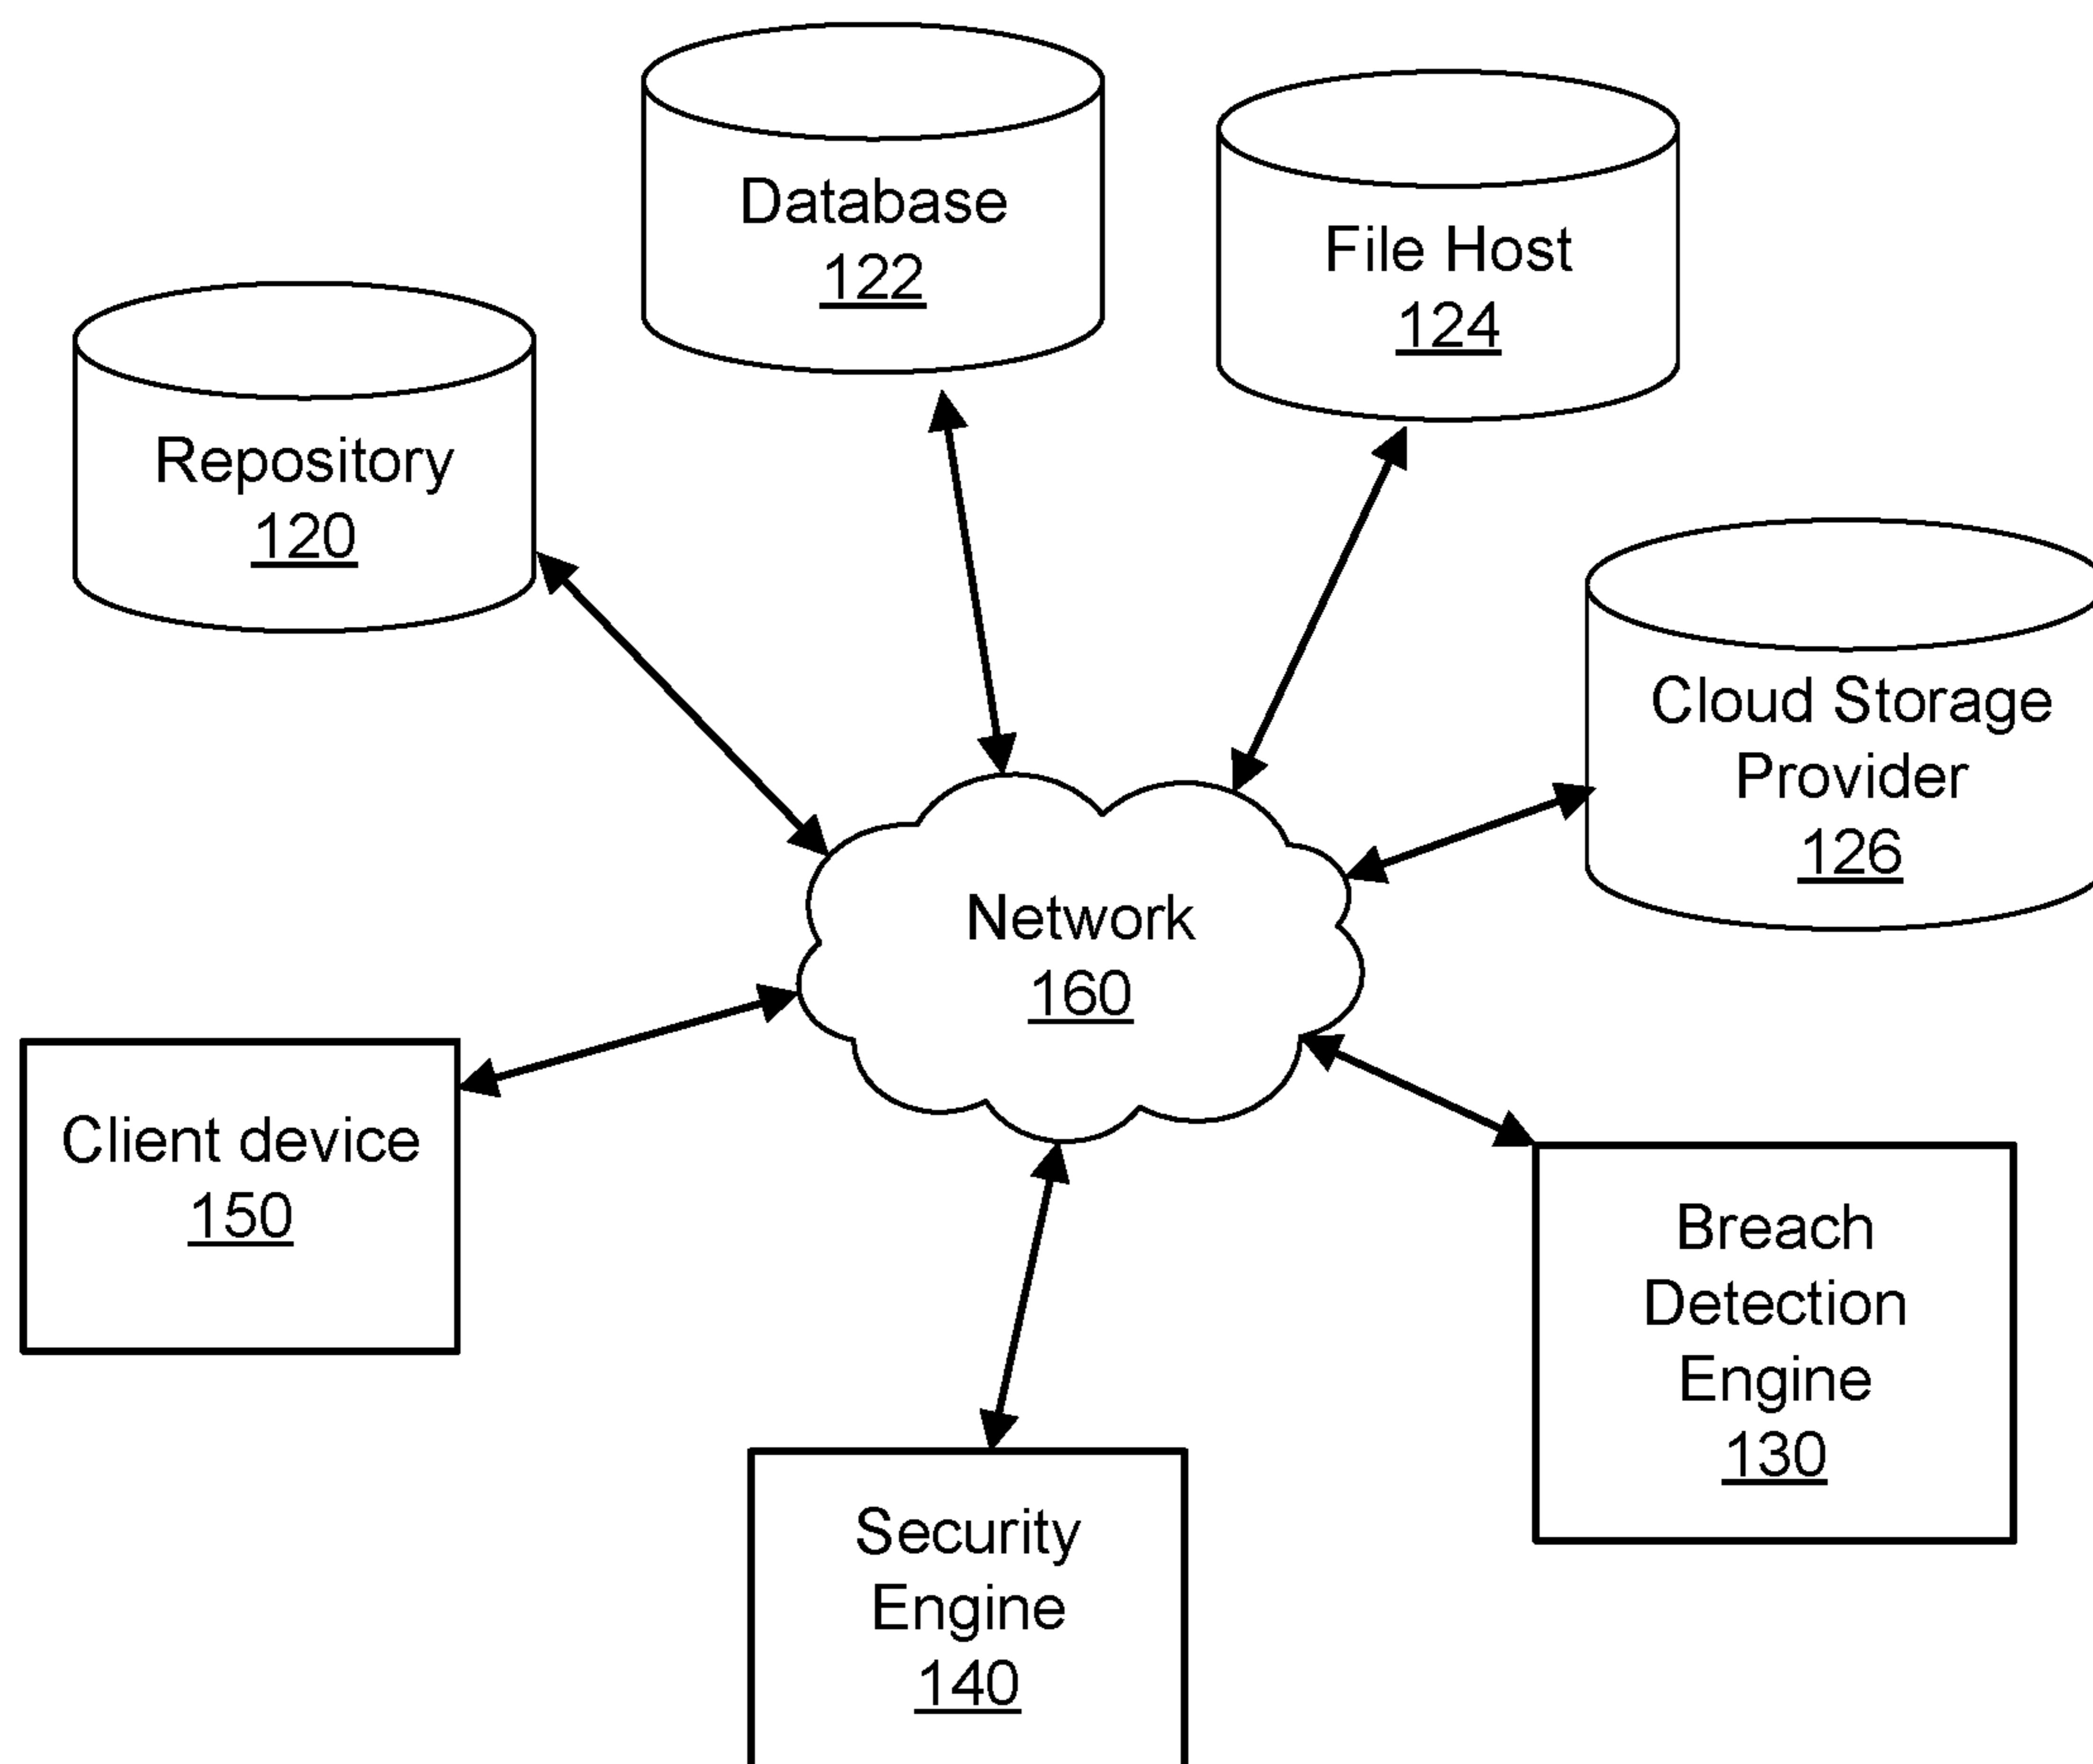 Database
122
File Host
124
Repository
120
Cloud Storage
Provider
126
Network
160
Client device
150
Breach
Detection
Engine
130
Security
Engine
140